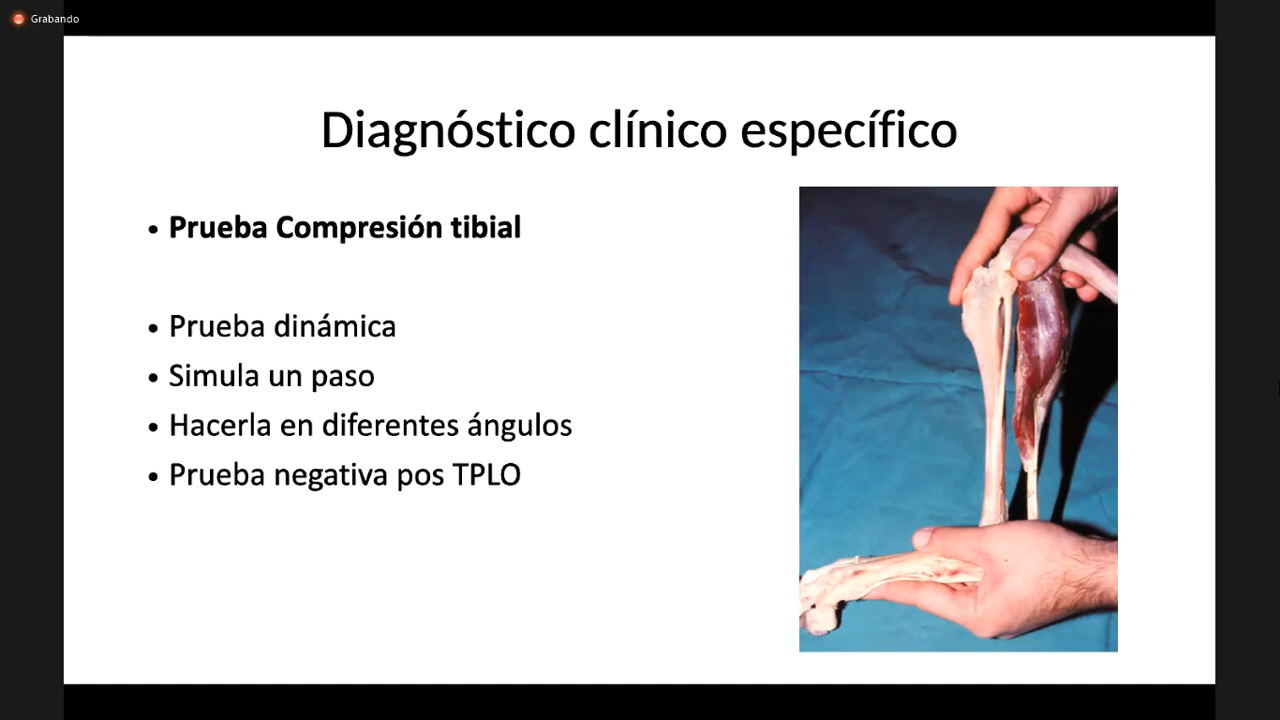 Grabando
Diagnóstico clínico específico
• Prueba Compresión tibial
• Prueba dinámica
• Simula un paso
• Hacerla en diferentes ángulos
• Prueba negativa pos TPLO